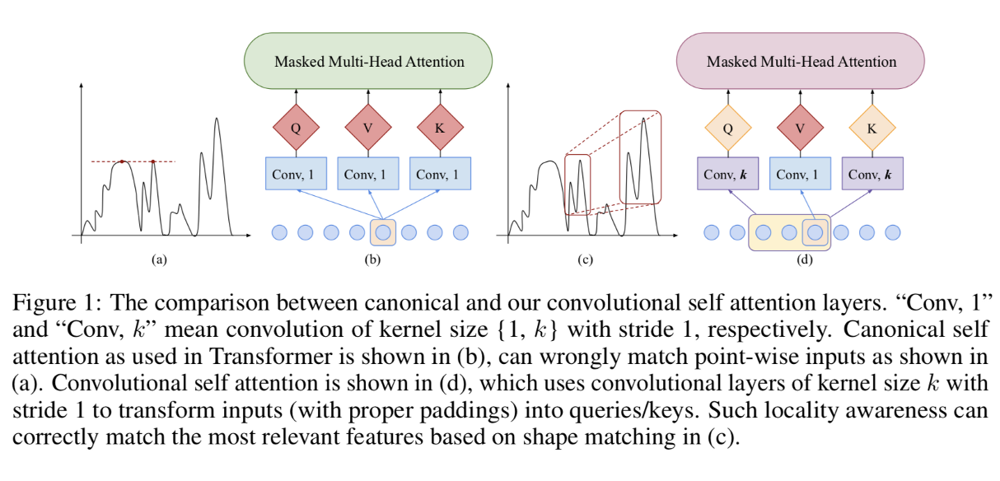 Masked Multi-Head Attention
Q
V
K
Conv, 1
Conv, 1
Conv, 1
Masked Multi-Head Attention
Q
V
K
Conv, k
Conv, 1
Conv, k
(a)
(b)
(c)
(d)
Figure 1: The comparison between canonical and our convolutional self attention layers. “Conv, 1”
and “Conv, k” mean convolution of kernel size {1, k} with stride 1, respectively. Canonical self
attention as used in Transformer is shown in (b), can wrongly match point-wise inputs as shown in
(a). Convolutional self attention is shown in (d), which uses convolutional layers of kernel size k with
stride 1 to transform inputs (with proper paddings) into queries/keys. Such locality awareness can
correctly match the most relevant features based on shape matching in (c).